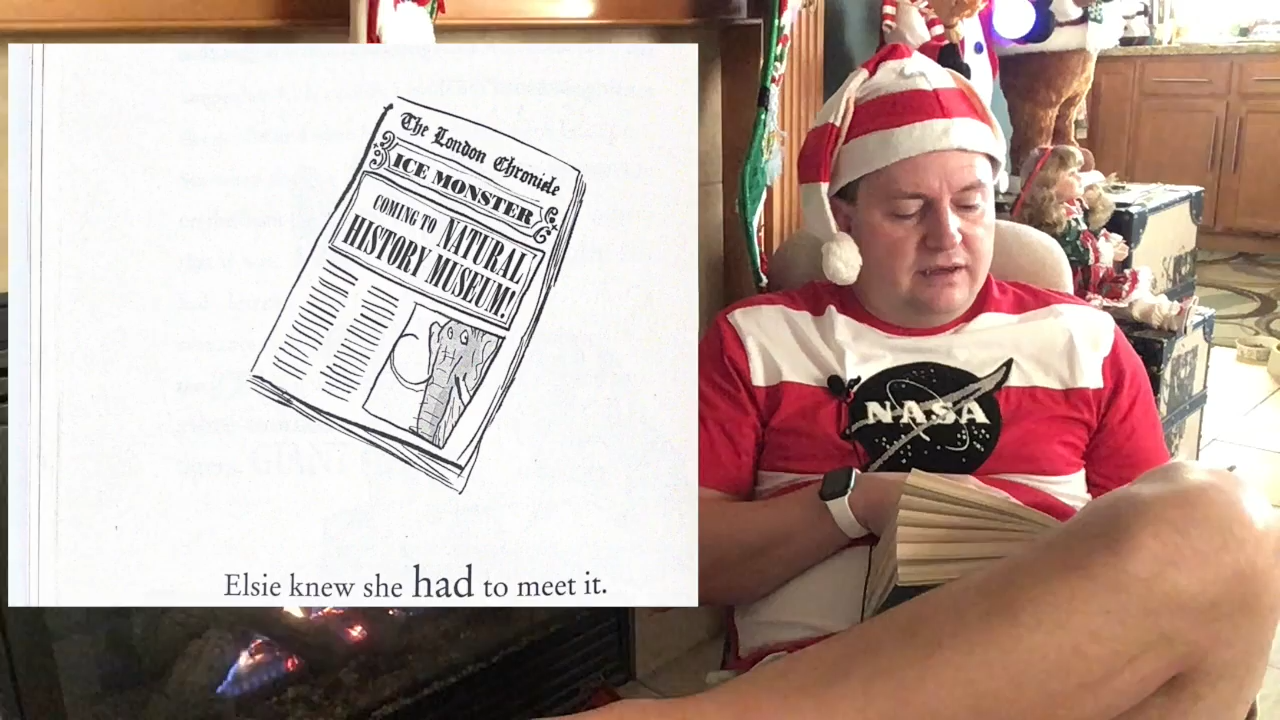 The London Chronicle
ICE MONSTER
COMING TO NATURAL
HISTORY MUSEUM!
Elsie knew she had to meet it.
NASA